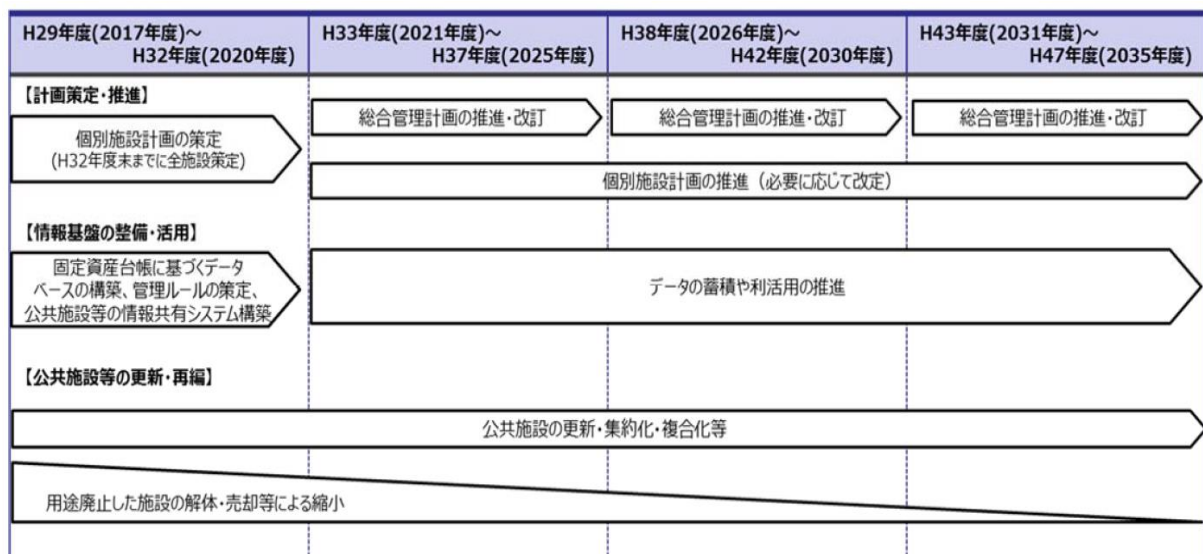 H29年度(2017年度)～
H32年度(2020年度)
H33年度(2021年度)～
H37年度(2025年度)
H38年度(2026年度)～
H42年度(2030年度)
H43年度(2031年度)～
H47年度(2035年度)
【計画策定・推進】
個別施設計画の策定
(H32年度末までに全施設策定)
総合管理計画の推進・改訂
総合管理計画の推進・改訂
総合管理計画の推進・改訂
個別施設計画の推進（必要に応じて改定）
【情報基盤の整備・活用】
固定資産台帳に基づくデータ
ベースの構築、管理ルールの策定、
公共施設等の情報共有システム構築
データの蓄積や利活用の推進
【公共施設等の更新・再編】
公共施設の更新・集約化・複合化等
用途廃止した施設の解体・売却等による縮小